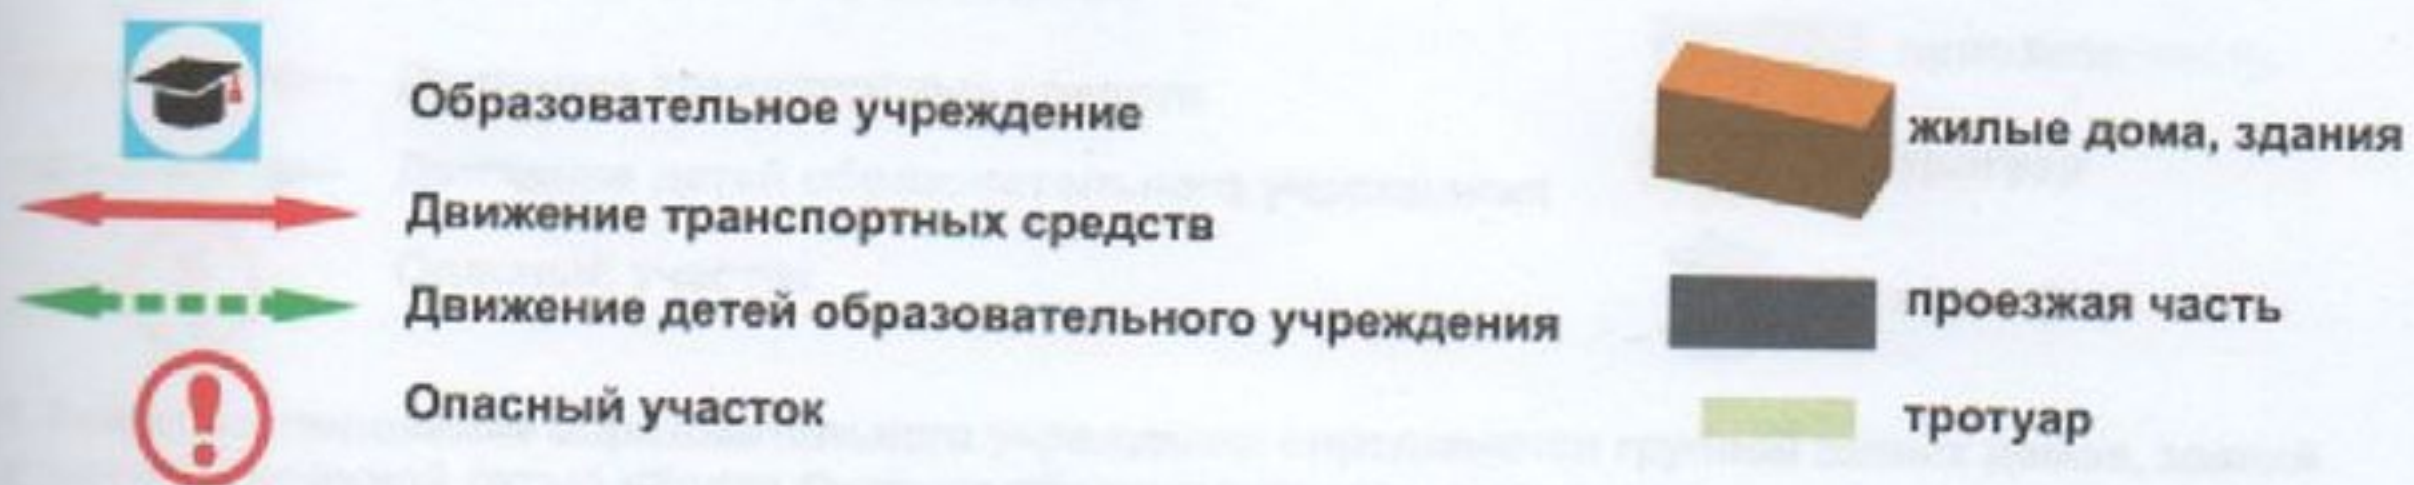 Образовательное учреждение
Движение транспортных средств
Движение детей образовательного учреждения
Опасный участок
жилые дома, здания
проезжая часть
тротуар